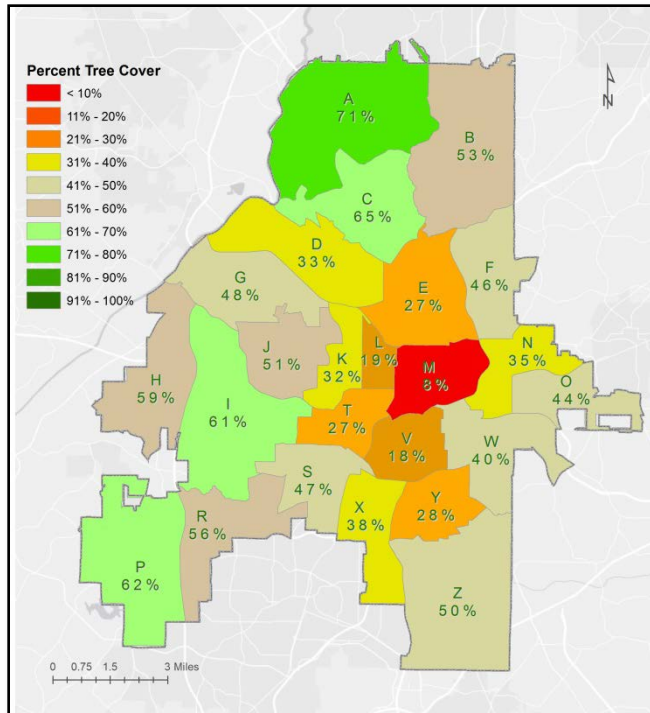 Percent Tree Cover
< 10%
11% - 20%
21% - 30%
31% - 40%
41% - 50%
51% - 60%
61% - 70%
71% - 80%
81% - 90%
91% - 100%
N
A
71%
B
53%
C
65%
D
33%
E
27%
F
46%
G
48%
H
59%
I
61%
J
51%
K
32%
L
19%
M
8%
N
35%
O
44%
T
27%
V
18%
W
40%
S
47%
X
38%
Y
28%
R
56%
P
62%
Z
50%
0 0.75 1.5 3 Miles